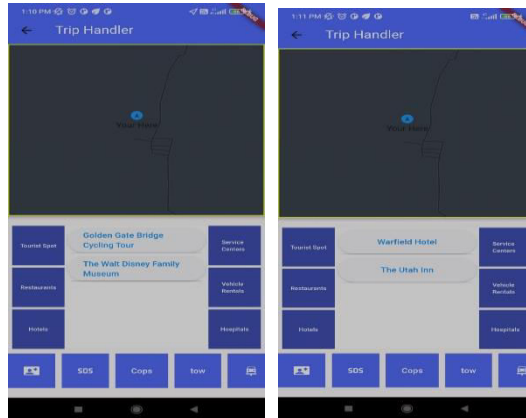 1:10 PM
Trip Handler
Your Here
Tourist Spot
Golden Gate Bridge
Cycling Tour
Service
Centers
The Walt Disney Family
Museum
Restaurants
Vehicle
Rentals
Hotels
Hospitals
SOS
Cops
tow
1:11 PM
Trip Handler
Your Here
Tourist Spot
Warfield Hotel
Service
Centers
The Utah Inn
Restaurants
Vehicle
Rentals
Hotels
Hospitals
SOS
Cops
tow